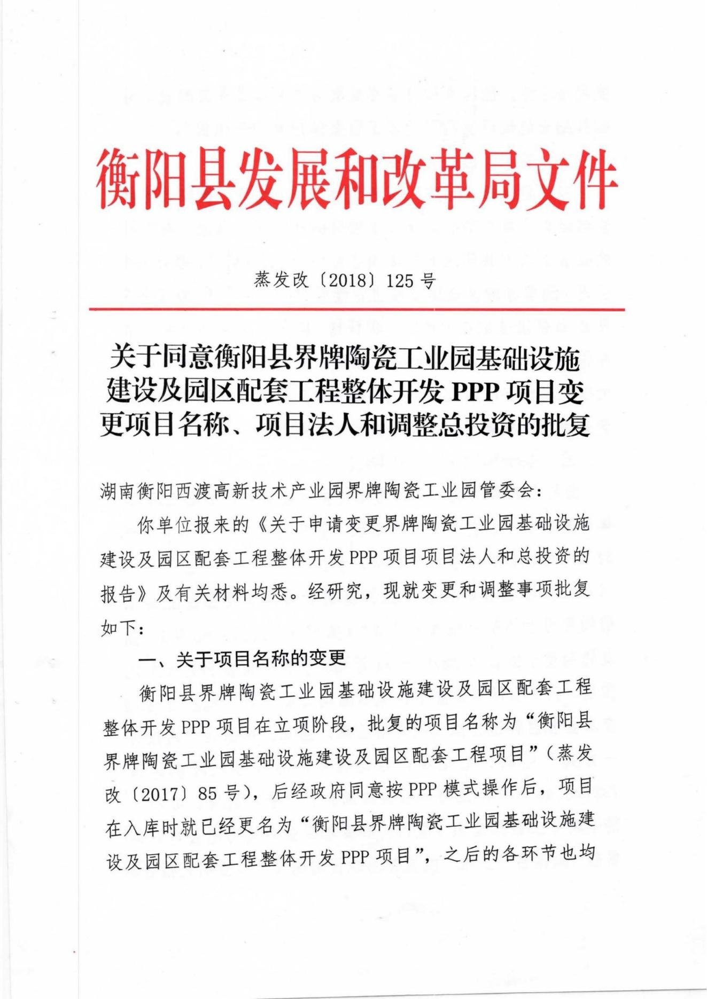 衡阳县发展和改革局文件
蒸发改〔2018〕125号
关于同意衡阳县界牌陶瓷工业园基础设施
建设及园区配套工程整体开发 PPP 项目变
更项目名称、项目法人和调整总投资的批复
湖南衡阳西渡高新技术产业园界牌陶瓷工业园管委会：
你单位报来的《关于申请变更界牌陶瓷工业园基础设施
建设及园区配套工程整体开发 PPP 项目项目法人和总投资的
报告》及有关材料均悉。经研究，现就变更和调整事项批复
如下：
一、关于项目名称的变更
衡阳县界牌陶瓷工业园基础设施建设及园区配套工程
整体开发 PPP 项目在立项阶段，批复的项目名称为“衡阳县
界牌陶瓷工业园基础设施建设及园区配套工程项目”（蒸发
改〔2017〕85 号），后经政府同意按 PPP 模式操作后，项目
在入库时就已经更名为“衡阳县界牌陶瓷工业园基础设施建
设及园区配套工程整体开发 PPP 项目”，之后的各环节也均